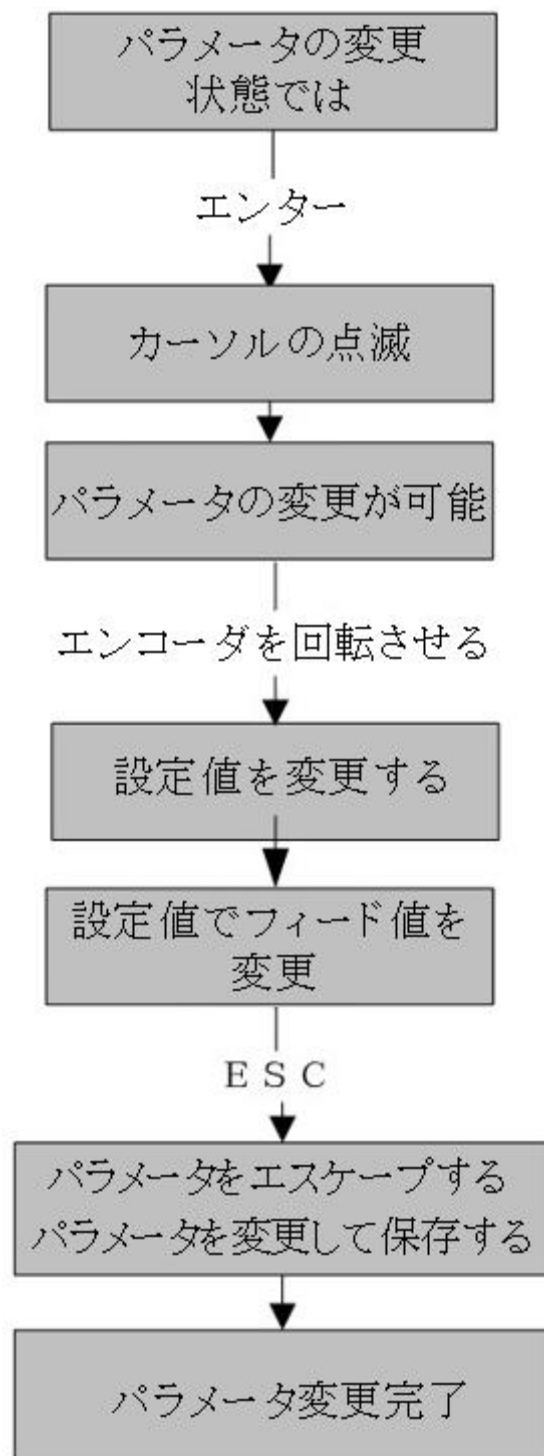 パラメータの変更
状態では
エンター
カーソルの点滅
パラメータの変更が可能
エンコーダを回転させる
設定値を変更する
設定値でフィード値を
変更
ＥＳＣ
パラメータをエスケープする
パラメータを変更して保存する
パラメータ変更完了